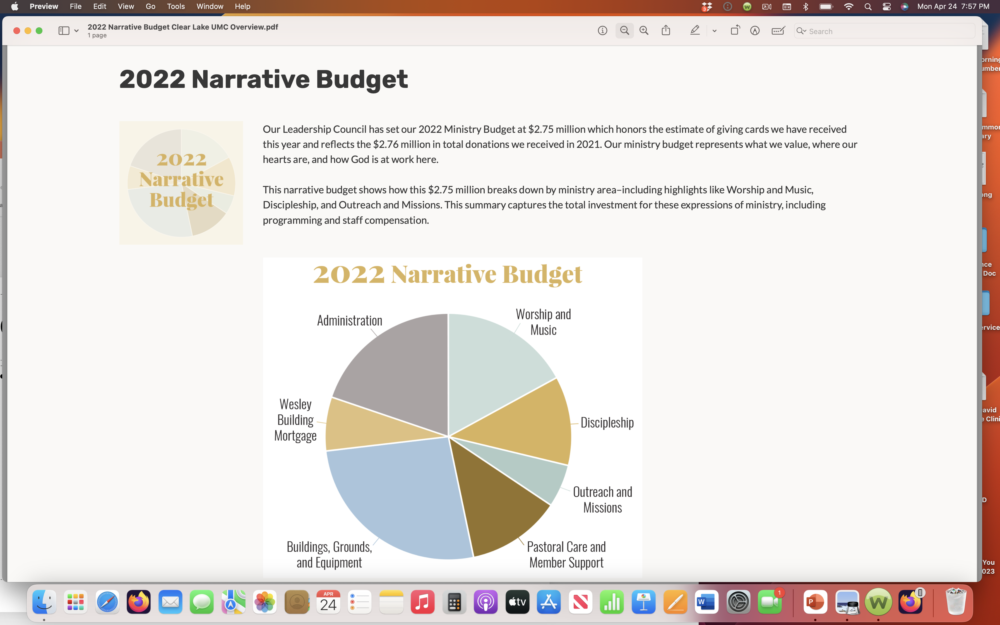 Preview File Edit View Go Tools Window Help
3
Mon Apr 24 7:57 PM
2022 Narrative Budget Clear Lake UMC Overview.pdf
1 page
Search
2022 Narrative Budget
2022
Narrative
Budget
Our Leadership Council has set our 2022 Ministry Budget at $2.75 million which honors the estimate of giving cards we have received
this year and reflects the $2.76 million in total donations we received in 2021. Our ministry budget represents what we value, where our
hearts are, and how God is at work here.
This narrative budget shows how this $2.75 million breaks down by ministry area–including highlights like Worship and Music,
Discipleship, and Outreach and Missions. This summary captures the total investment for these expressions of ministry, including
programming and staff compensation.
2022 Narrative Budget
Administration
Worship and
Music
Wesley
Building
Mortgage
Discipleship
Outreach and
Missions
Buildings, Grounds,
and Equipment
Pastoral Care and
Member Support
Doc
avid
D
You
023
APR
24
tv
W
1
P
W